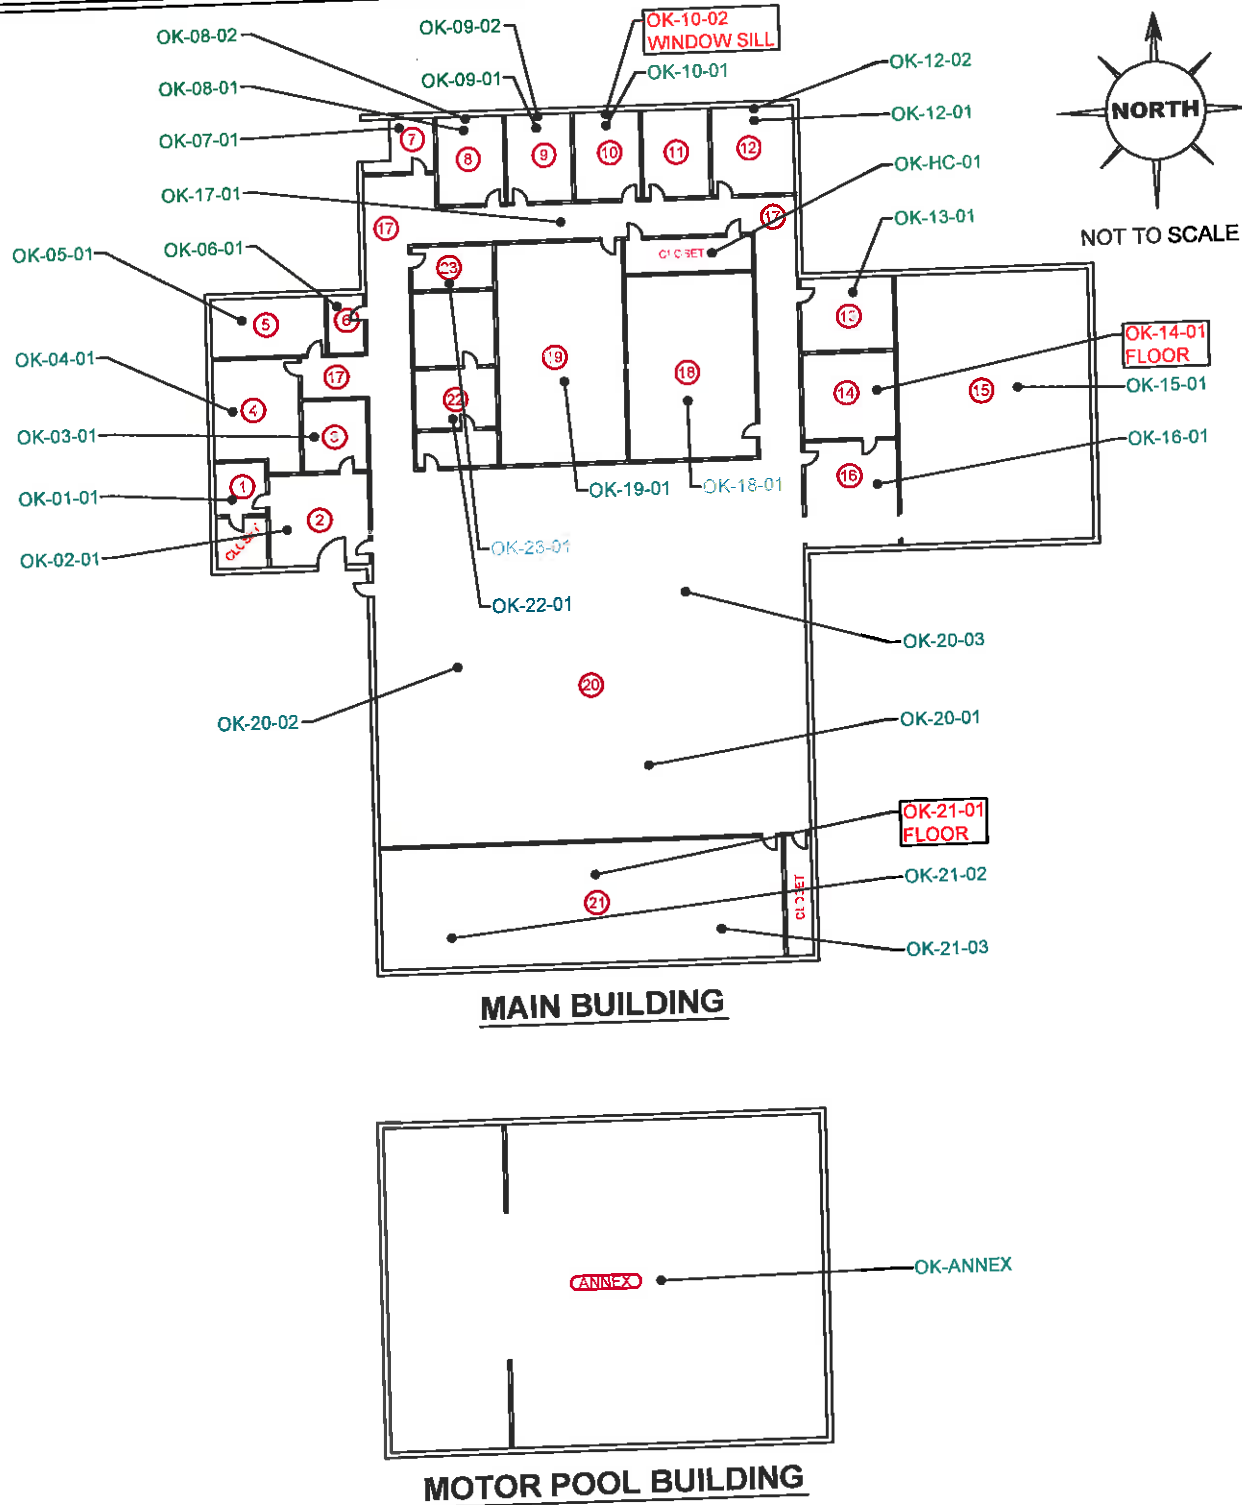 OK-08-02
OK-09-02
OK-10-02
WINDOW SILL
OK-08-01
OK-09-01
OK-10-01
OK-12-02
OK-07-01
OK-12-01
NORTH
NOT TO SCALE
OK-17-01
OK-HC-01
OK-05-01
OK-06-01
OK-13-01
7
8
9
10
11
12
17
17
CLOSET
23
5
6
13
OK-04-01
OK-14-01
FLOOR
17
19
18
14
15
OK-15-01
4
22
OK-03-01
3
OK-16-01
OK-01-01
1
16
OK-19-01
OK-18-01
2
CLOSET
OK-02-01
OK-23-01
OK-22-01
OK-20-03
20
OK-20-02
OK-20-01
OK-21-01
FLOOR
OK-21-02
21
CLOSET
OK-21-03
MAIN BUILDING
ANNEX
OK-ANNEX
MOTOR POOL BUILDING